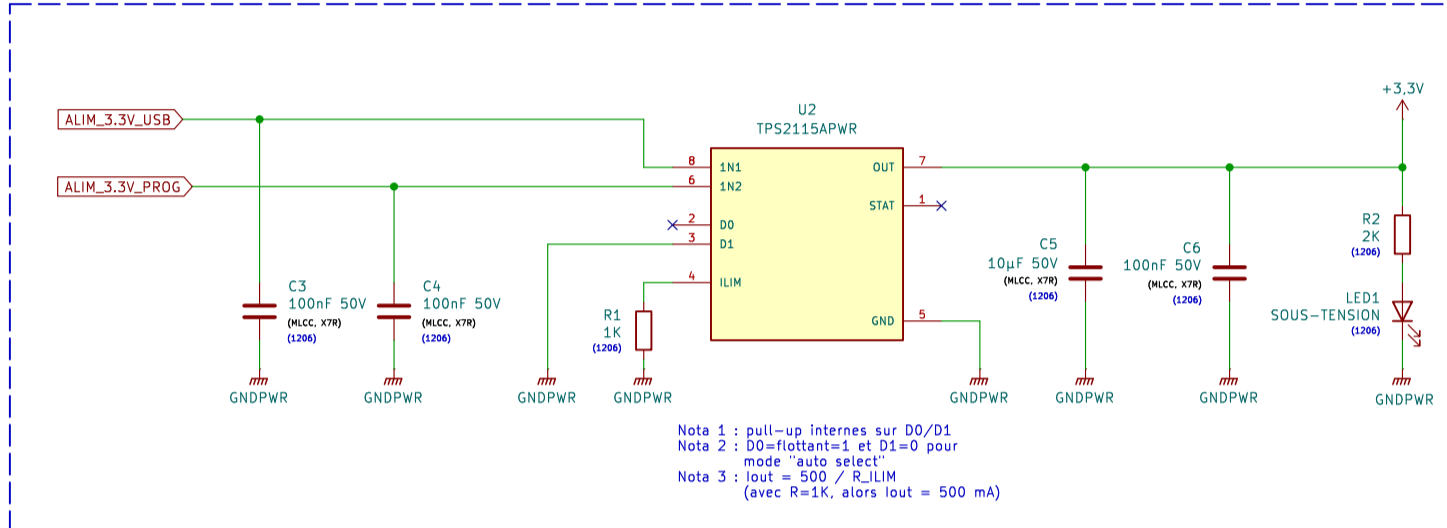 +3,3V
U2
TPS2115APWR
ALIM_3.3V_USB
ALIM_3.3V_PROG
8
1N1
6
1N2
2
D0
3
D1
4
ILIM
OUT
7
STAT
1
GND
5
C3
100nF 50V
(MLCC, X7R)
(1206)
C4
100nF 50V
(MLCC, X7R)
(1206)
R1
1K
(1206)
C5
10µF 50V
(MLCC, X7R)
(1206)
C6
100nF 50V
(MLCC, X7R)
(1206)
R2
2K
(1206)
LED1
SOUS-TENSION
(1206)
GNDPWR
GNDPWR
GNDPWR
GNDPWR
GNDPWR
GNDPWR
GNDPWR
GNDPWR
Nota 1 : pull-up internes sur D0/D1
Nota 2 : D0=flottant=1 et D1=0 pour
mode "auto select"
Nota 3 : Iout = 500 / R_ILIM
(avec R=1K, alors Iout = 500 mA)